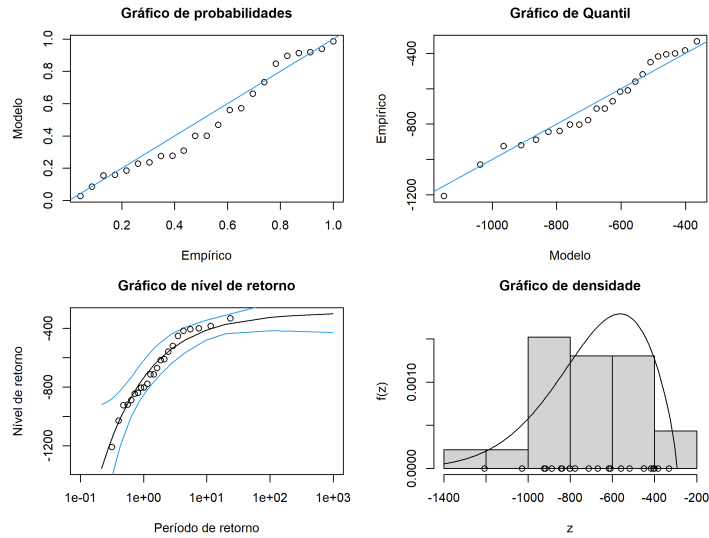 Gráfico de probabilidades
Modelo
0.0 0.2 0.4 0.6 0.8 1.0
0.2 0.4 0.6 0.8 1.0
Empírico
Gráfico de Quantil
Empírico
-1200 -800 -400
-1000 -800 -600 -400
Modelo
Gráfico de nível de retorno
Nível de retorno
-1200 -800 -400
1e-01 1e+00 1e+01 1e+02 1e+03
Período de retorno
Gráfico de densidade
f(z)
0.0000 0.0010
-1400 -1000 -800 -600 -400 -200
z